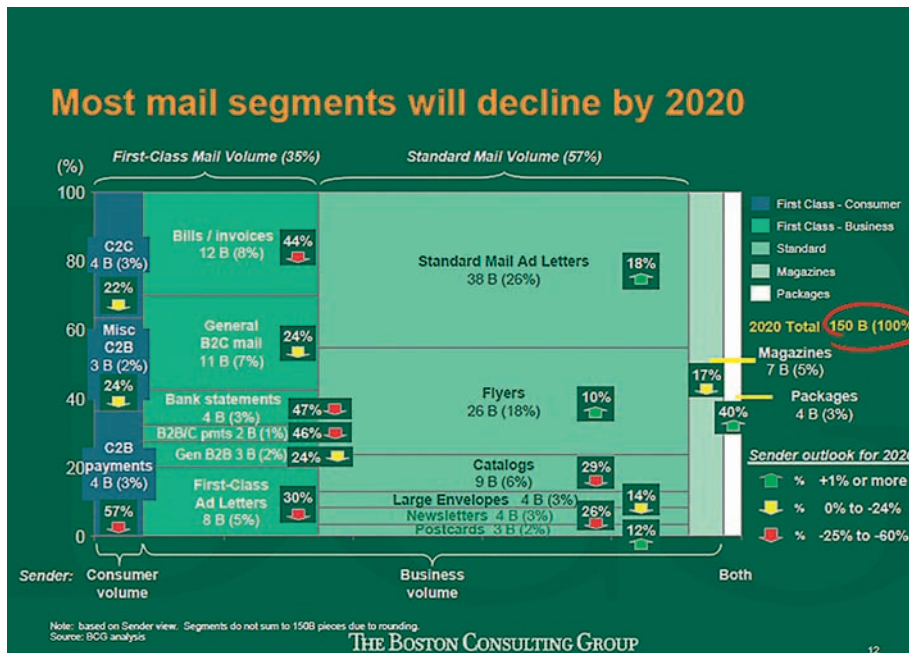 Most mail segments will decline by 2020
First-Class Mail Volume (35%)
Standard Mail Volume (57%)
(%)
100
80
60
40
20
0
C2C
4 B (3%)
22%
Misc
C2B
3 B (2%)
24%
C2B
payments
4 B (3%)
57%
Bills / invoices
12 B (8%)
44%
General
B2C mail
11 B (7%)
24%
Bank statements
4 B (3%)
47%
B2B/C pmts 2 B (1%)
46%
Gen B2B 3 B (2%)
24%
First-Class
Ad Letters
8 B (5%)
30%
Standard Mail Ad Letters
38 B (26%)
18%
Flyers
26 B (18%)
10%
Catalogs
9 B (6%)
29%
Large Envelopes 4 B (3%)
14%
Newsletters 4 B (3%)
26%
Postcards 3 B (2%)
12%
17%
40%
First Class - Consumer
First Class - Business
Standard
Magazines
Packages
2020 Total 150 B (100%
Magazines
7 B (5%)
Packages
4 B (3%)
Sender outlook for 2020
% +1% or more
% 0% to -24%
% -25% to -60%
Sender:
Consumer
volume
Business
volume
Both
Note: based on Sender view. Segments do not sum to 150B pieces due to rounding.
Source: BCG analysis
THE BOSTON CONSULTING GROUP
12